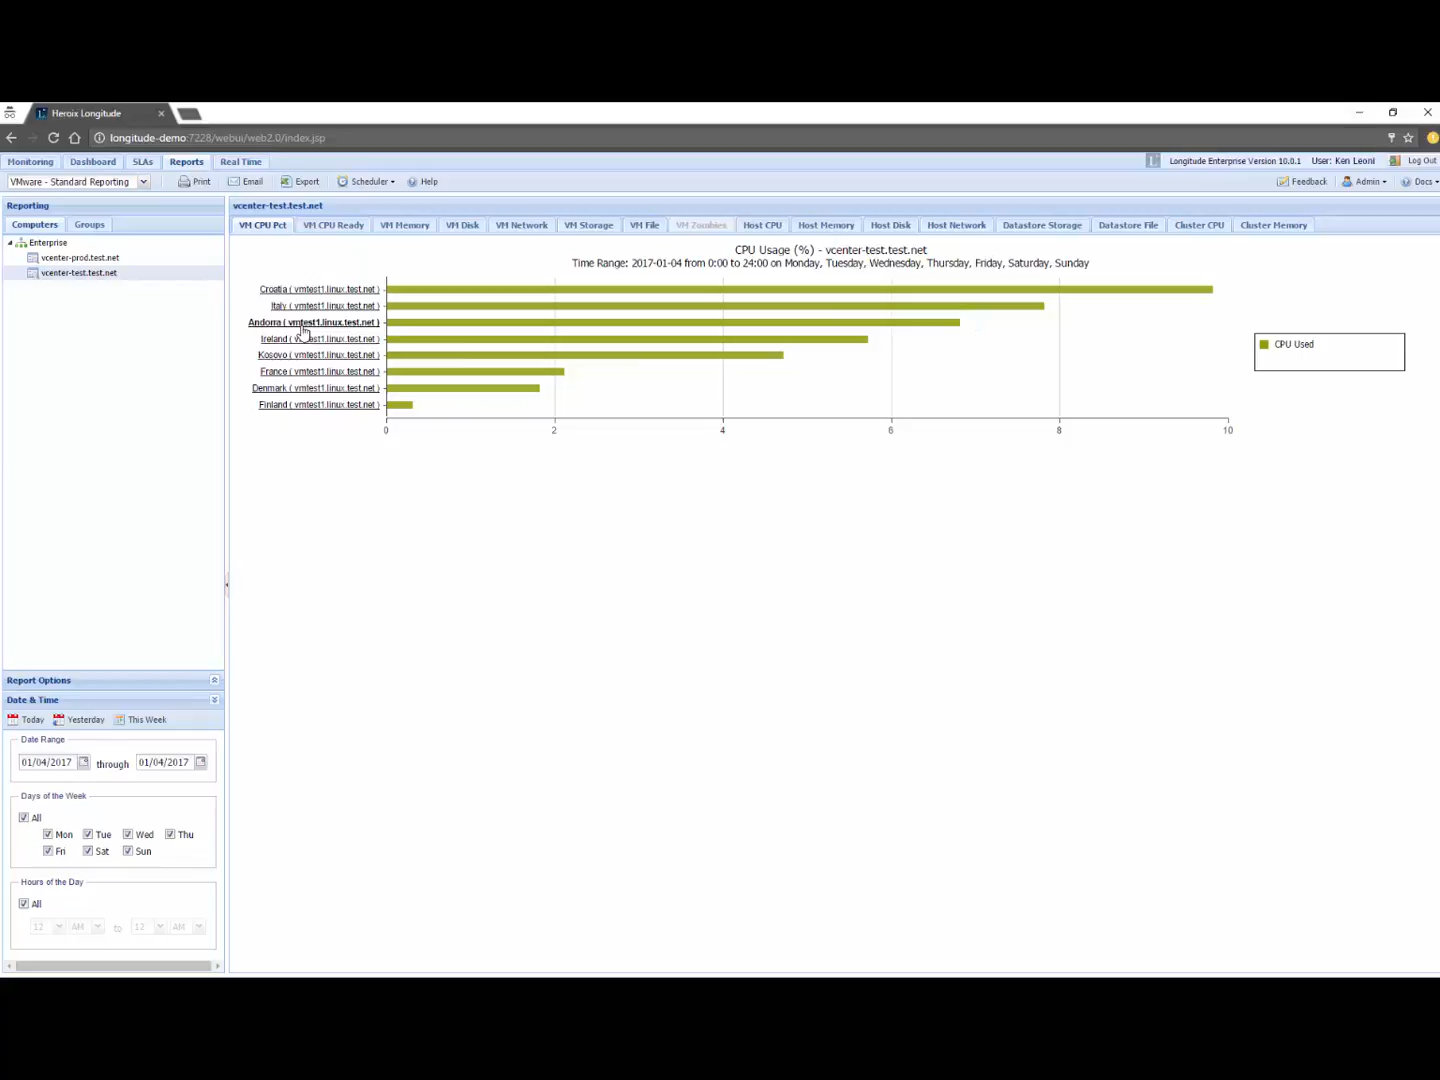 Heroix Longitude
longitude-demo:7228/webui/web2.0/index.jsp
Monitoring Dashboard SLAs Reports Real Time Longitude Enterprise Version 10.0.1 User: Ken Leoni Log Out
VMware - Standard Reporting Print Email Export Scheduler Help Feedback Admin Docs
Reporting vcenter-test.test.net
Computers Groups VM CPU Pct VM CPU Ready VM Memory VM Disk VM Network VM Storage VM File VM Zombies Host CPU Host Memory Host Disk Host Network Datastore Storage Datastore File Cluster CPU Cluster Memory
Enterprise
vcenter-prod.test.net
vcenter-test.test.net
CPU Usage (%) - vcenter-test.test.net
Time Range: 2017-01-04 from 0:00 to 24:00 on Monday, Tuesday, Wednesday, Thursday, Friday, Saturday, Sunday
Croatia ( vmtest1.linux.test.net )
Italy ( vmtest1.linux.test.net )
Andorra ( vmtest1.linux.test.net )
Ireland ( vmtest1.linux.test.net )
Kosovo ( vmtest1.linux.test.net )
France ( vmtest1.linux.test.net )
Denmark ( vmtest1.linux.test.net )
Finland ( vmtest1.linux.test.net )
0 2 4 6 8 10
CPU Used
Report Options
Date & Time
Today Yesterday This Week
Date Range
01/04/2017 through 01/04/2017
Days of the Week
All
Mon Tue Wed Thu
Fri Sat Sun
Hours of the Day
All
12 AM to 12 AM